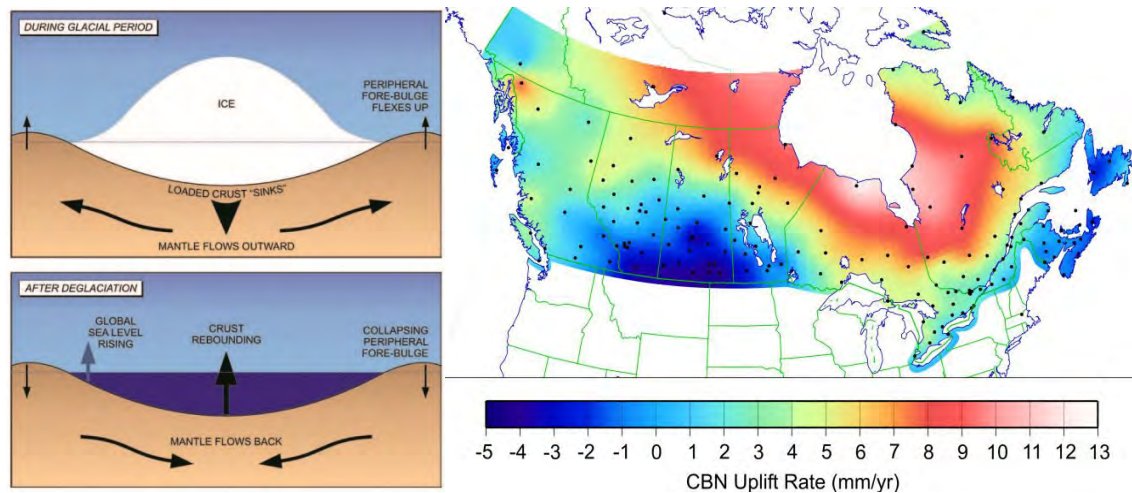 DURING GLACIAL PERIOD
ICE
PERIPHERAL
FORE-BULGE
FLEXES UP
LOADED CRUST "SINKS"
MANTLE FLOWS OUTWARD
AFTER DEGLACIATION
GLOBAL
SEA LEVEL
RISING
CRUST
REBOUNDING
COLLAPSING
PERIPHERAL
FORE-BULGE
MANTLE FLOWS BACK
-5 -4 -3 -2 -1 0 1 2 3 4 5 6 7 8 9 10 11 12 13
CBN Uplift Rate (mm/yr)